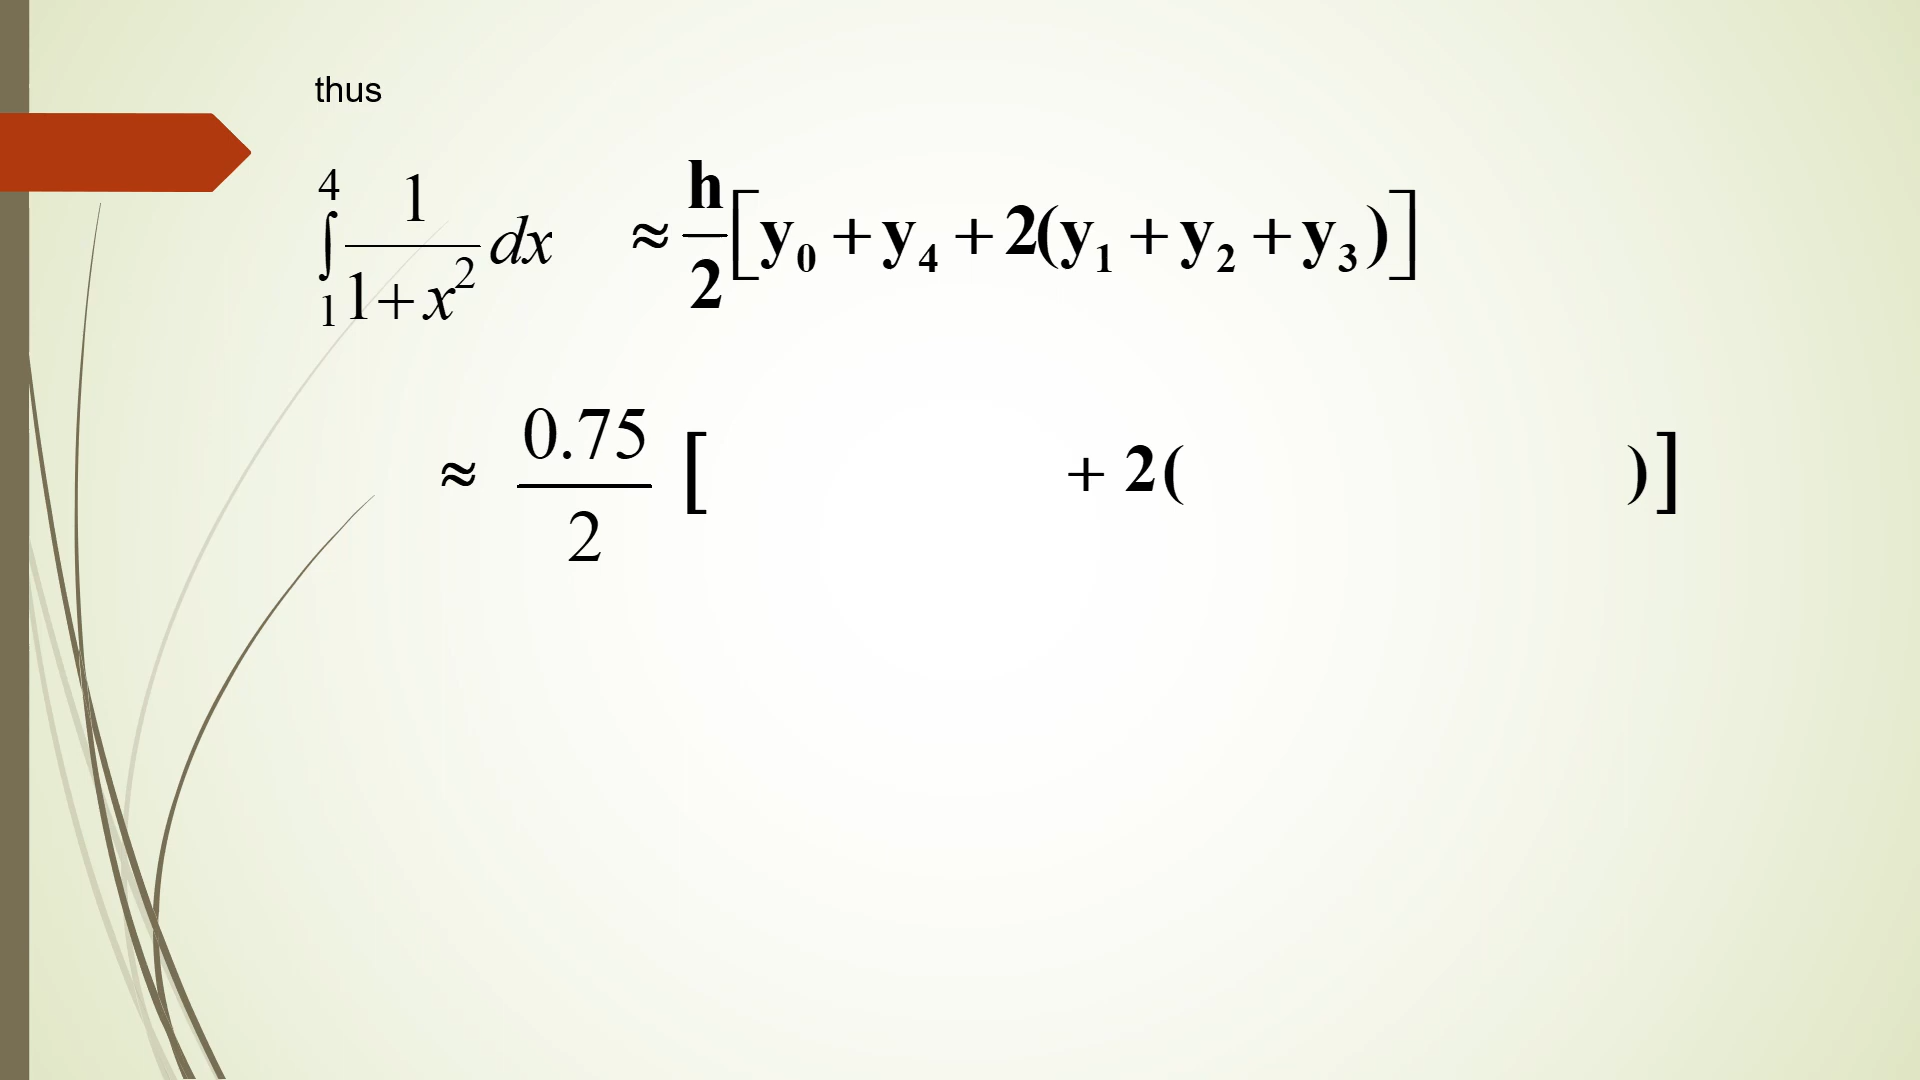 thus
∫₁⁴ 1/(1+x²) dx ≈ h/2 [y₀ + y₄ + 2(y₁ + y₂ + y₃)]
≈ 0.75/2 [ + 2( )]